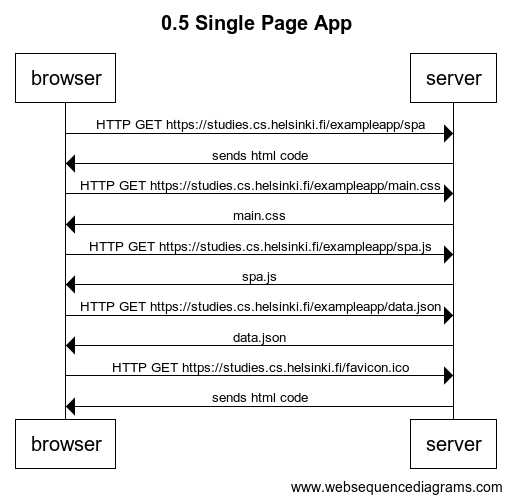 0.5 Single Page App
browser
server
HTTP GET https://studies.cs.helsinki.fi/exampleapp/spa
sends html code
HTTP GET https://studies.cs.helsinki.fi/exampleapp/main.css
main.css
HTTP GET https://studies.cs.helsinki.fi/exampleapp/spa.js
spa.js
HTTP GET https://studies.cs.helsinki.fi/exampleapp/data.json
data.json
HTTP GET https://studies.cs.helsinki.fi/favicon.ico
sends html code
browser
server
www.websequencediagrams.com